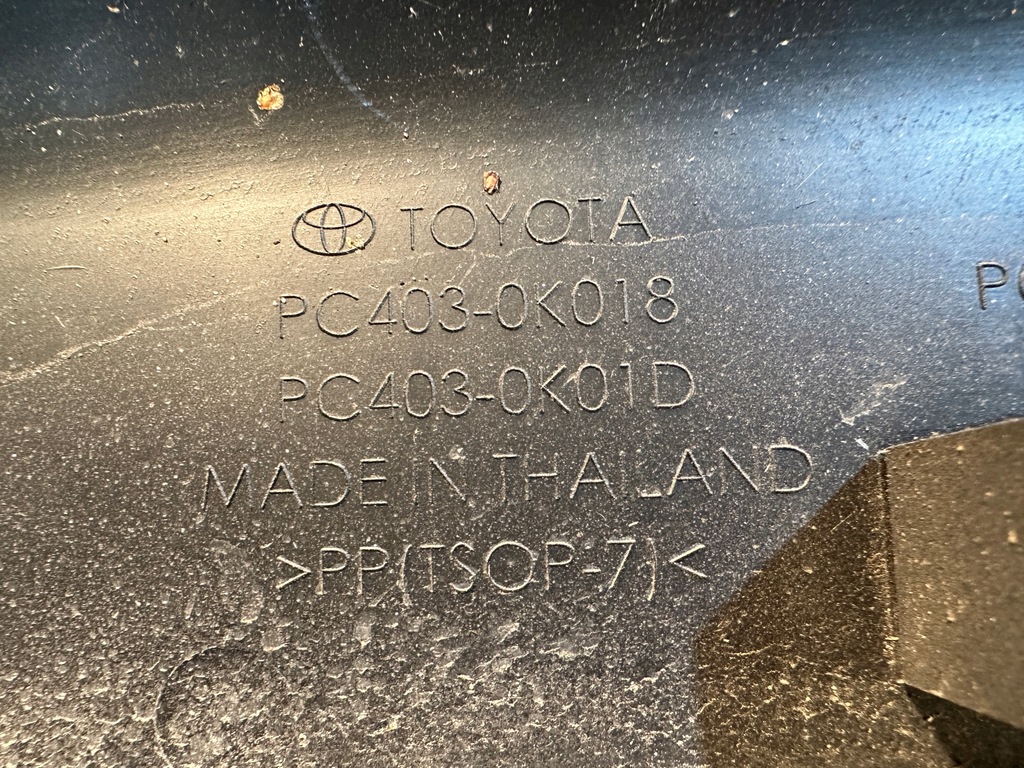 TOYOTA
PC403-0K018
PC403-0K01D
MADE IN THAILAND
>PP(TSOP-7)<